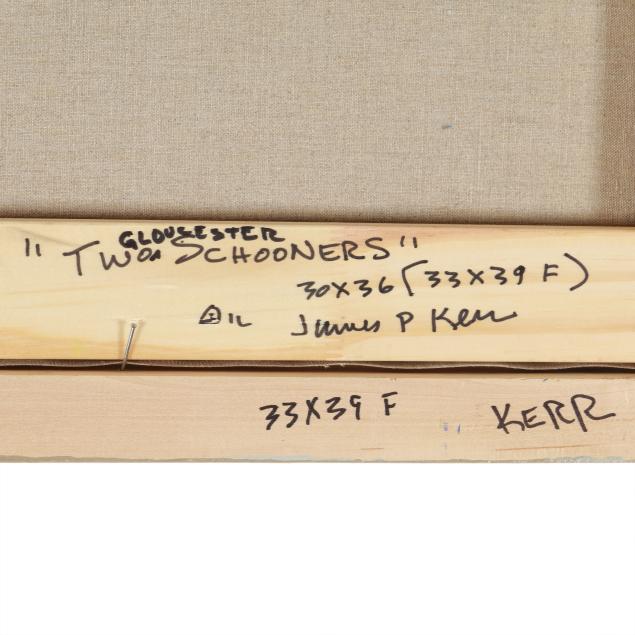 GLOUCESTER
"TWO SCHOONERS"
30X36 (33X39 F)
James P Kerr
33X39 F
KERR